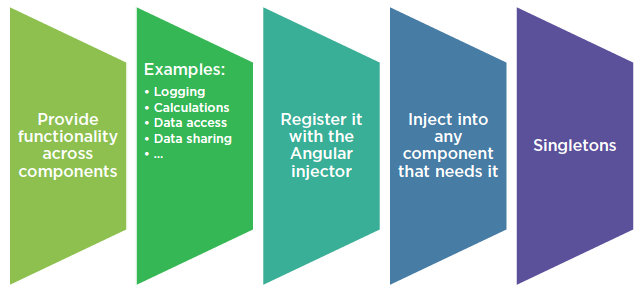 Provide
functionality
across
components
Examples:
• Logging
• Calculations
• Data access
• Data sharing
• ...
Register it
with the
Angular
injector
Inject into
any
component
that needs it
Singletons